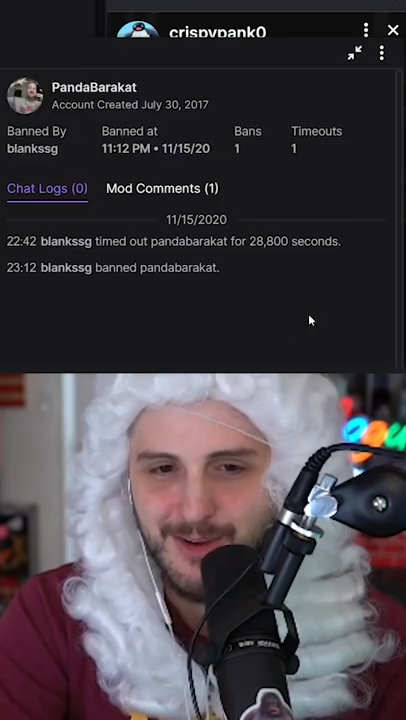 crispypank0
PandaBarakat
Account Created July 30, 2017
Banned By Banned at Bans Timeouts
blankssg 11:12 PM • 11/15/20 1 1
Chat Logs (0) Mod Comments (1)
11/15/2020
22:42 blankssg timed out pandabarakat for 28,800 seconds.
23:12 blankssg banned pandabarakat.